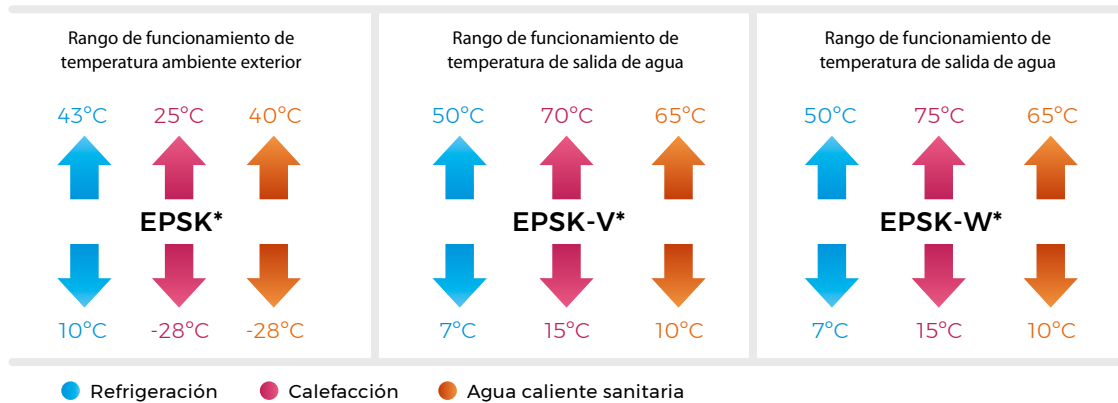 Rango de funcionamiento de
temperatura ambiente exterior
43°C 25°C 40°C
EPSK*
10°C -28°C -28°C
Rango de funcionamiento de
temperatura de salida de agua
50°C 70°C 65°C
EPSK-V*
7°C 15°C 10°C
Rango de funcionamiento de
temperatura de salida de agua
50°C 75°C 65°C
EPSK-W*
7°C 15°C 10°C
Refrigeración Calefacción Agua caliente sanitaria